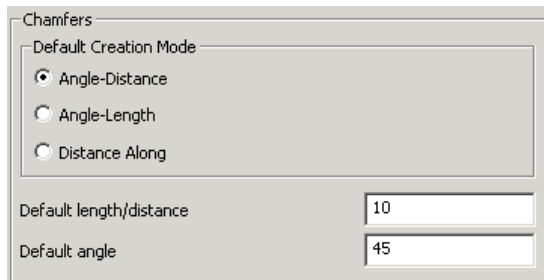 Chamfers
Default Creation Mode
Angle-Distance
Angle-Length
Distance Along
Default length/distance 10
Default angle 45